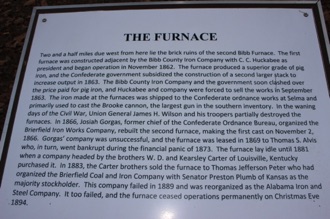 THE FURNACE
Two and a half miles due west from here lie the brick ruins of the second Bibb Furnace. The first
furnace was constructed adjacent by the Bibb County Iron Company with C. C. Huckabee as
president and began operation in November 1862. The furnace produced a superior grade of pig
iron, and the Confederate government subsidized the construction of a second larger stack to
increase output in 1863. The Bibb County Iron Company and the government soon clashed over
the price paid for pig iron, and Huckabee and company were forced to sell the works in September
1863. The iron made at the furnaces was shipped to the Confederate ordnance works at Selma and
primarily used to cast the Brooke cannon, the largest gun in the southern inventory. In the waning
days of the Civil War, Union General James H. Wilson and his troopers partially destroyed the
furnaces. In 1866, Josiah Gorgas, former chief of the Confederate Ordnance Bureau, organized the
Brierfield Iron Works Company, rebuilt the second furnace, making the first cast on November 2,
1866. Gorgas' company was unsuccessful, and the furnace was leased in 1869 to Thomas S. Alvis
who, in turn, went bankrupt during the financial panic of 1873. The furnace lay idle until 1881
when a company headed by the brothers W. D. and Kearsley Carter of Louisville, Kentucky
purchased it. In 1883, the Carter brothers sold the furnace to Thomas Jefferson Peter who had
organized the Brierfield Coal and Iron Company with Senator Preston Plumb of Kansas as the
majority stockholder. This company failed in 1889 and was reorganized as the Alabama Iron and
Steel Company. It too failed, and the furnace ceased operations permanently on Christmas Eve
1894.